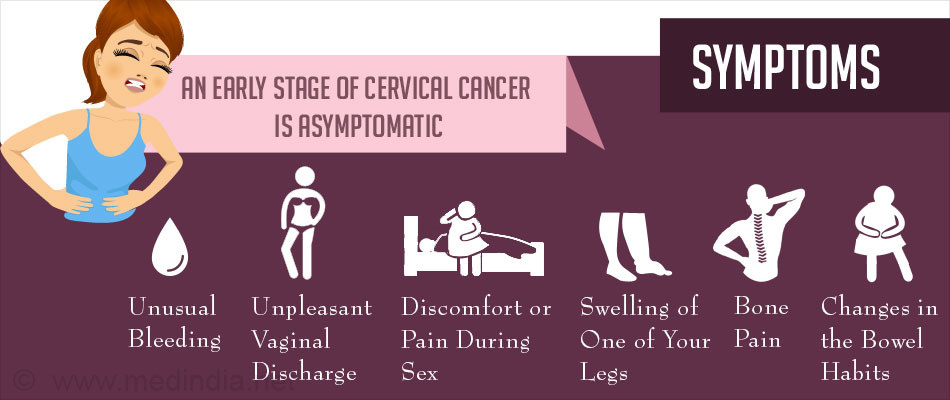 SYMPTOMS
AN EARLY STAGE OF CERVICAL CANCER
IS ASYMPTOMATIC
Unusual
Bleeding
Unpleasant
Vaginal
Discharge
Discomfort or
Pain During
Sex
Swelling of
One of Your
Legs
Bone
Pain
Changes in
the Bowel
Habits
© www.medindia.net